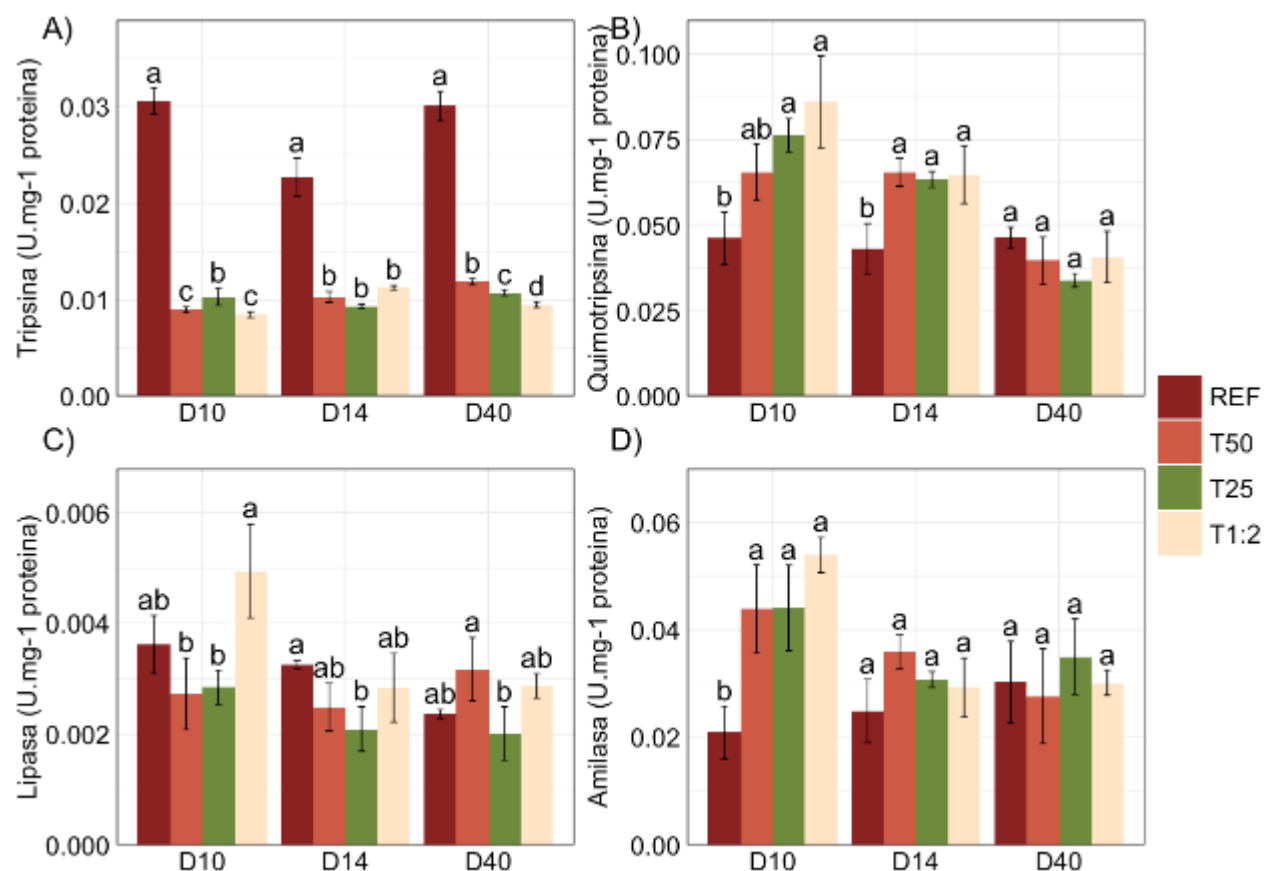 A)
Tripsina (U.mg-1 proteina)
0.03
0.02
0.01
0.00
a
c
b
c
a
b
b
b
a
b
c
d
D10
D14
D40
B)
Quimotripsina (U.mg-1 proteina)
0.100
0.075
0.050
0.025
0.000
b
ab
a
a
b
a
a
a
a
a
a
a
D10
D14
D40
C)
Lipasa (U.mg-1 proteina)
0.006
0.004
0.002
0.000
ab
b
b
a
a
ab
b
ab
ab
a
b
ab
D10
D14
D40
D)
Amilasa (U.mg-1 proteina)
0.06
0.04
0.02
0.00
b
a
a
a
a
a
a
a
a
a
a
a
D10
D14
D40
REF
T50
T25
T1:2